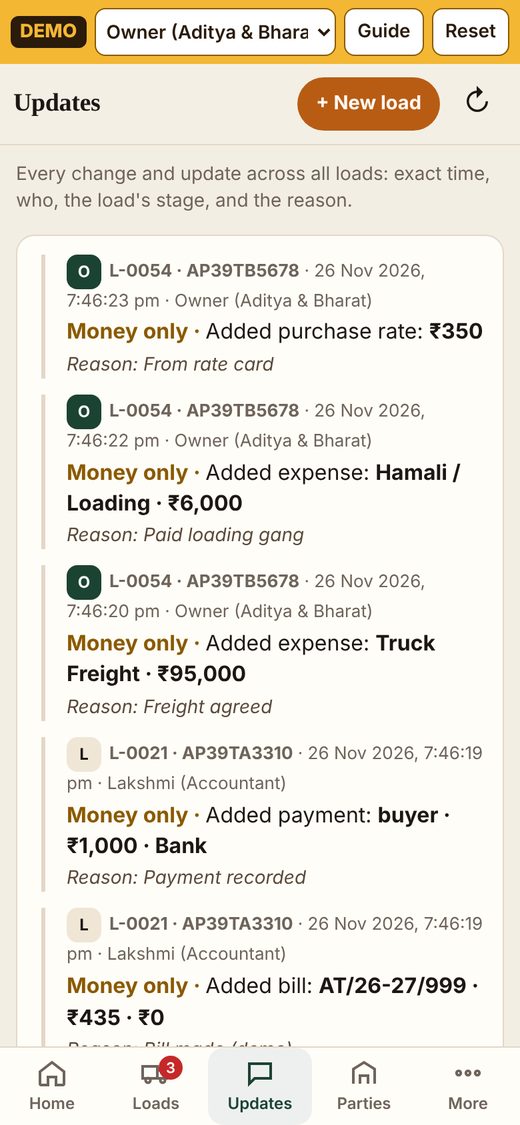 DEMO Owner (Aditya & Bhara Guide Reset
Updates + New load
Every change and update across all loads: exact time,
who, the load's stage, and the reason.
O L-0054 · AP39TB5678 · 26 Nov 2026,
7:46:23 pm · Owner (Aditya & Bharat)
Money only · Added purchase rate: ₹350
Reason: From rate card
O L-0054 · AP39TB5678 · 26 Nov 2026,
7:46:22 pm · Owner (Aditya & Bharat)
Money only · Added expense: Hamali /
Loading · ₹6,000
Reason: Paid loading gang
O L-0054 · AP39TB5678 · 26 Nov 2026,
7:46:20 pm · Owner (Aditya & Bharat)
Money only · Added expense: Truck
Freight · ₹95,000
Reason: Freight agreed
L L-0021 · AP39TA3310 · 26 Nov 2026, 7:46:19
pm · Lakshmi (Accountant)
Money only · Added payment: buyer ·
₹1,000 · Bank
Reason: Payment recorded
L L-0021 · AP39TA3310 · 26 Nov 2026, 7:46:19
pm · Lakshmi (Accountant)
Money only · Added bill: AT/26-27/999 ·
₹435 · ₹0
Reason: Bill made (demo)
3
Home Loads Updates Parties More